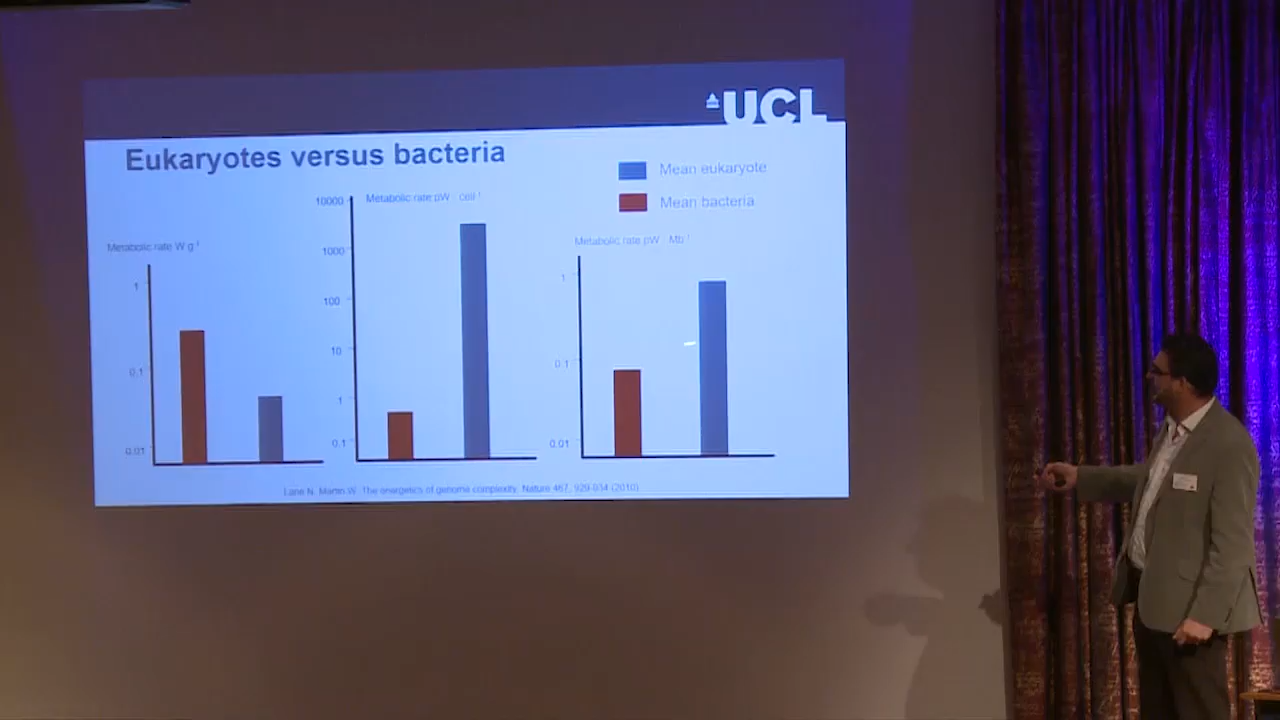 UCL
Eukaryotes versus bacteria
Mean eukaryote
Mean bacteria
Metabolic rate W g⁻¹
1
0.1
0.01
Metabolic rate pW cell⁻¹
10000
1000
100
10
1
0.1
Metabolic rate pW Mb⁻¹
1
0.1
0.01
Lane N, Martin W. The energetics of genome complexity. Nature 467, 929-934 (2010)